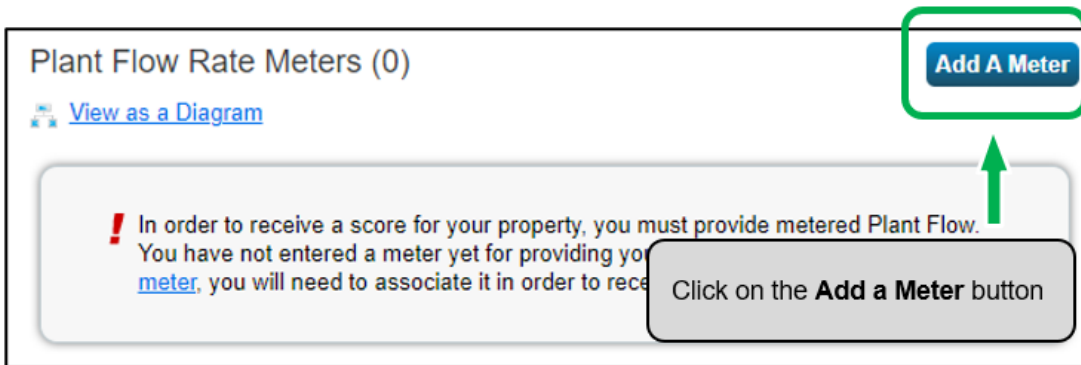 Plant Flow Rate Meters (0)
Add A Meter
View as a Diagram
! In order to receive a score for your property, you must provide metered Plant Flow.
You have not entered a meter yet for providing
meter, you will need to associate it in order to
Click on the Add a Meter button